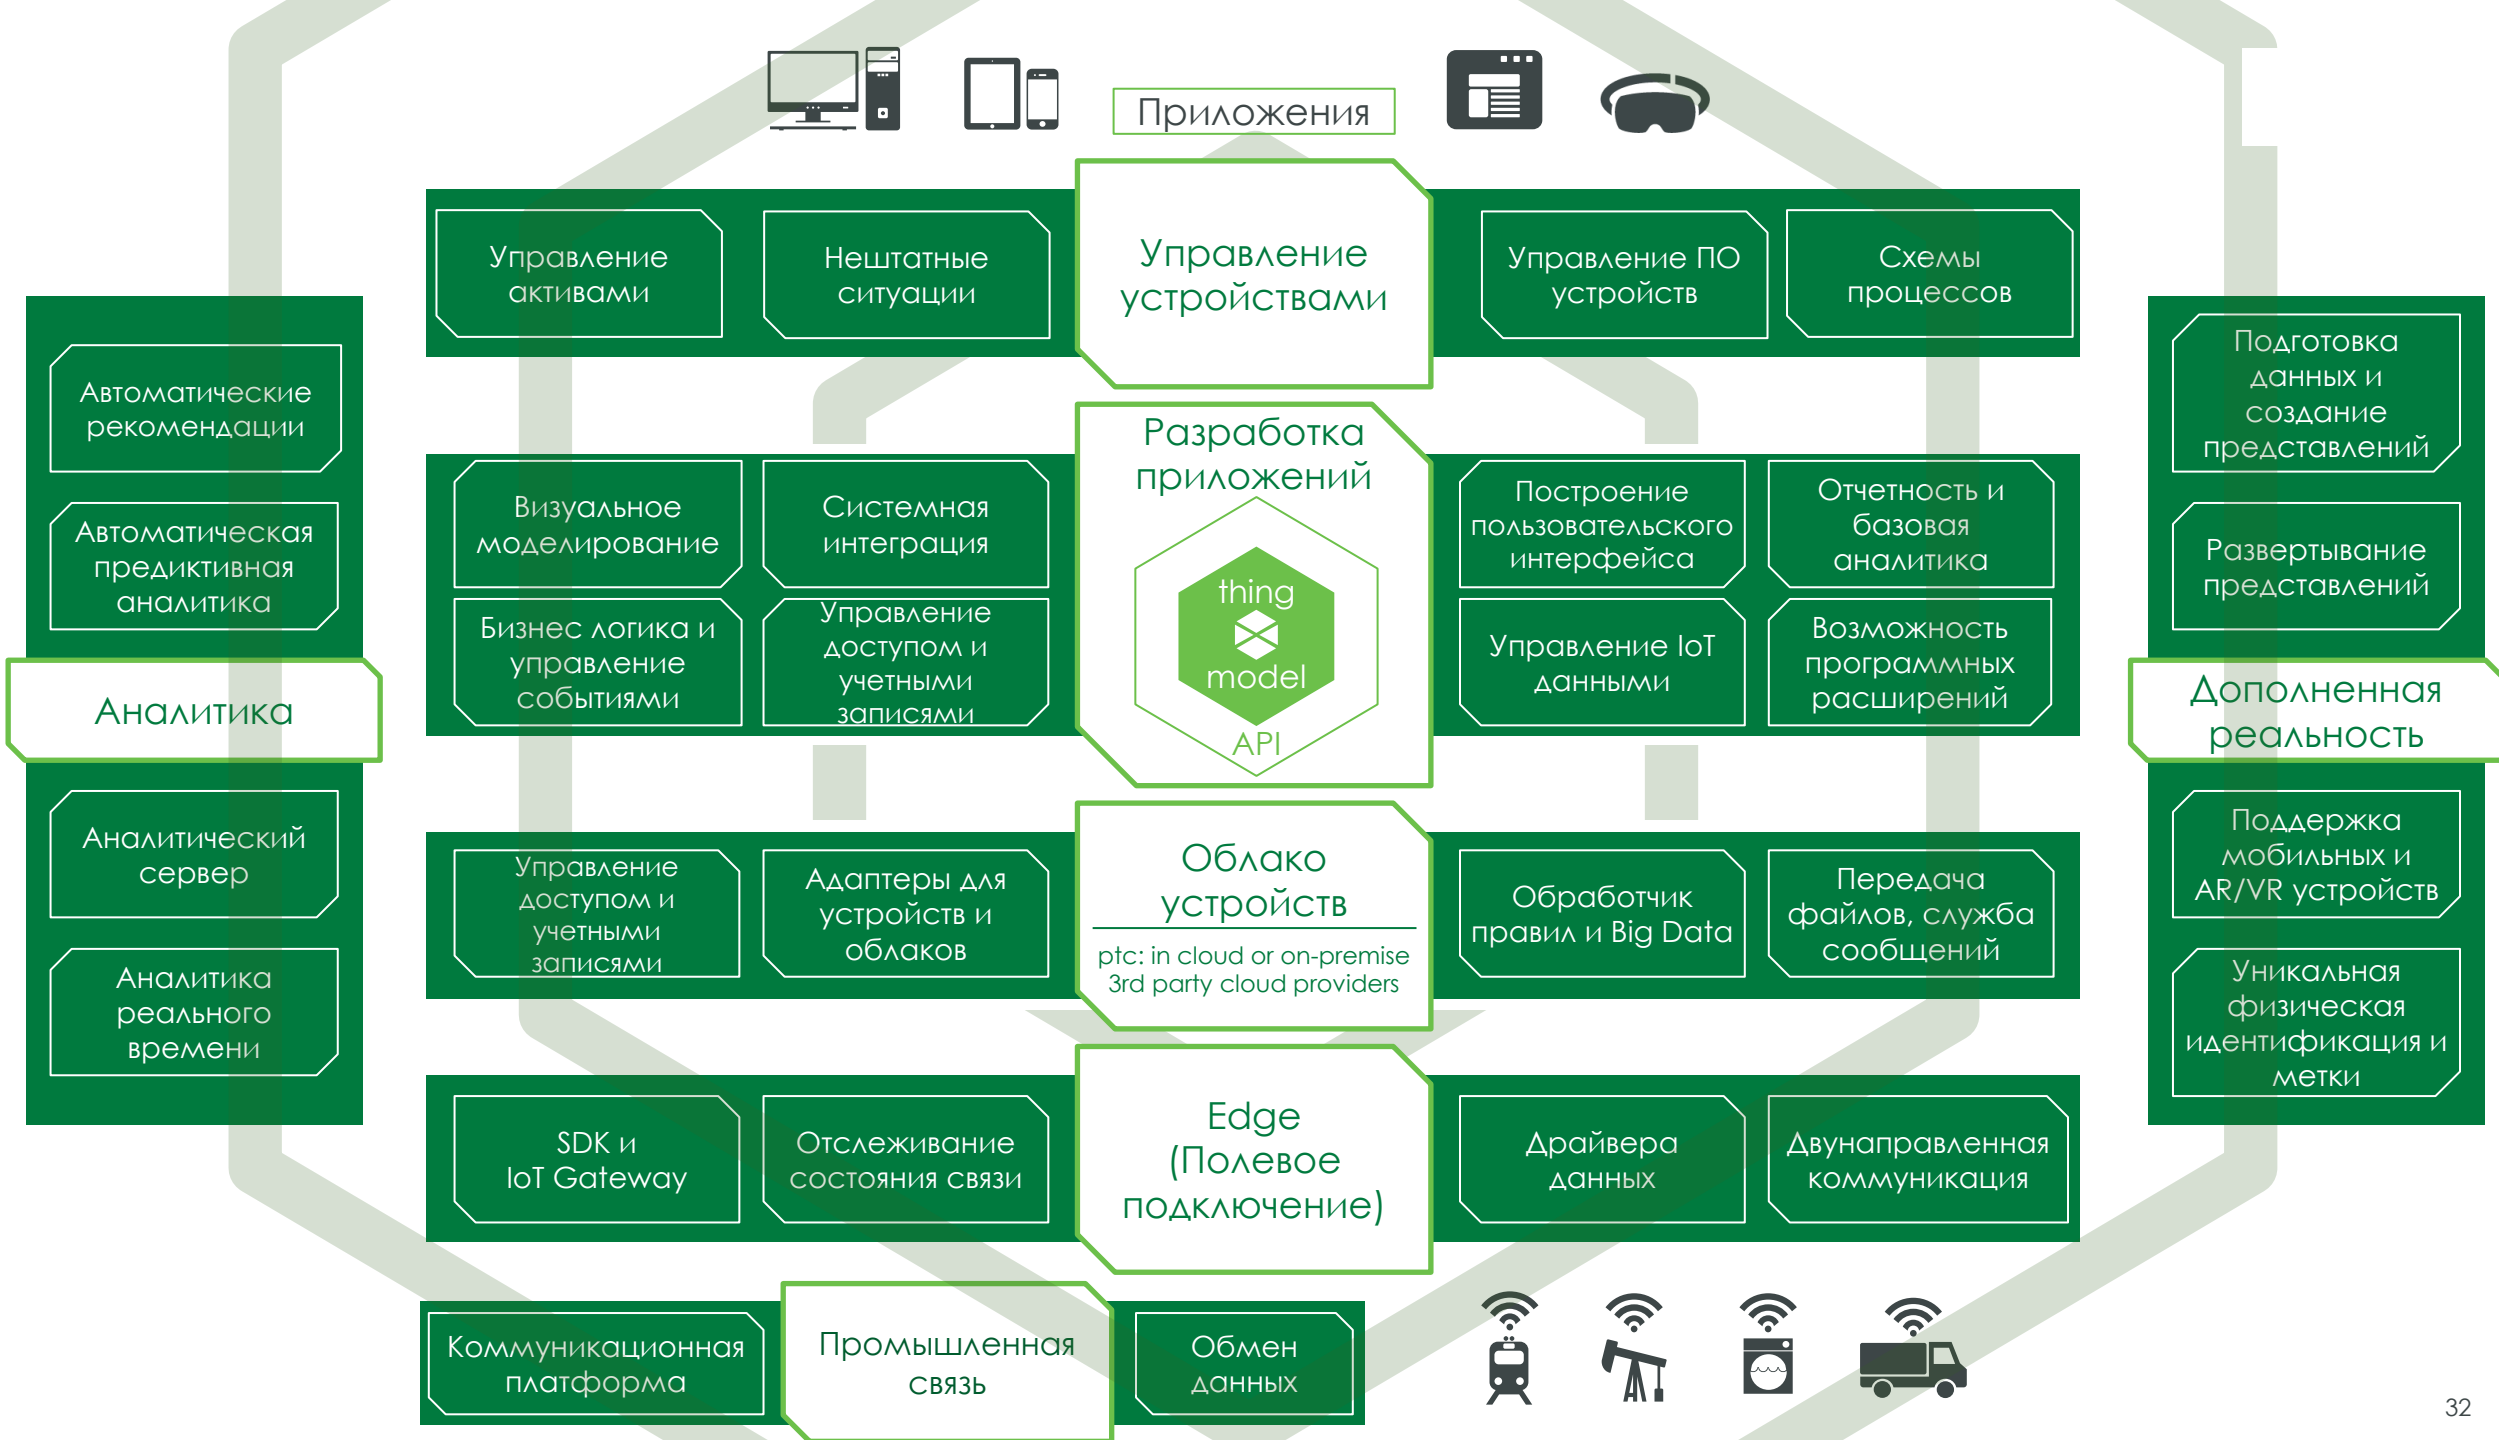 Приложения
Управление
активами
Нештатные
ситуации
Управление
устройствами
Управление ПО
устройств
Схемы
процессов
Автоматические
рекомендации
Автоматическая
предиктивная
аналитика
Аналитика
Аналитический
сервер
Аналитика
реального
времени
Визуальное
моделирование
Системная
интеграция
Бизнес логика и
управление
событиями
Управление
доступом и
учетными
записями
Разработка
приложений
thing
model
API
Построение
пользовательского
интерфейса
Отчетность и
базовая
аналитика
Управление IoT
данными
Возможность
программных
расширений
Подготовка
данных и
создание
представлений
Развертывание
представлений
Дополненная
реальность
Поддержка
мобильных и
AR/VR устройств
Уникальная
физическая
идентификация и
метки
Управление
доступом и
учетными
записями
Адаптеры для
устройств и
облаков
Облако
устройств
ptc: in cloud or on-premise
3rd party cloud providers
Обработчик
правил и Big Data
Передача
файлов, служба
сообщений
SDK и
IoT Gateway
Отслеживание
состояния связи
Edge
(Полевое
подключение)
Драйвера
данных
Двунаправленная
коммуникация
Коммуникационная
платформа
Промышленная
связь
Обмен
данных
32